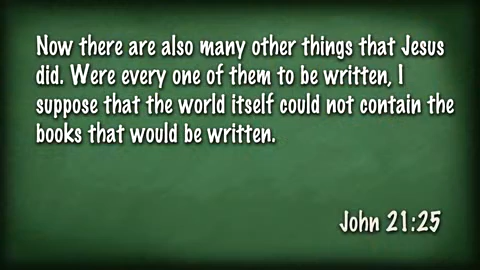 Now there are also many other things that Jesus
did. Were every one of them to be written, I
suppose that the world itself could not contain the
books that would be written.
John 21:25